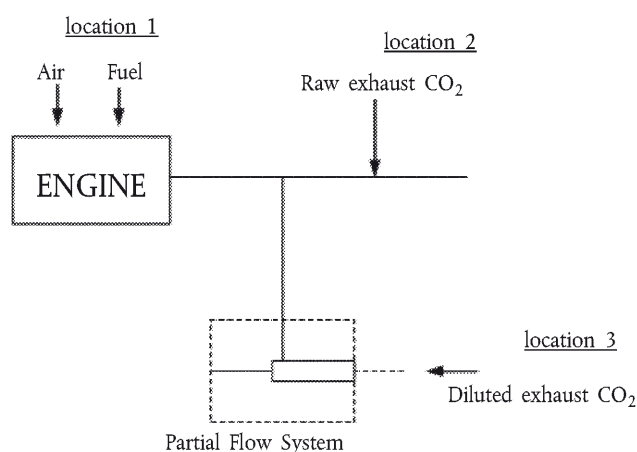 location 1
Air Fuel
location 2
Raw exhaust CO₂
ENGINE
location 3
Diluted exhaust CO₂
Partial Flow System